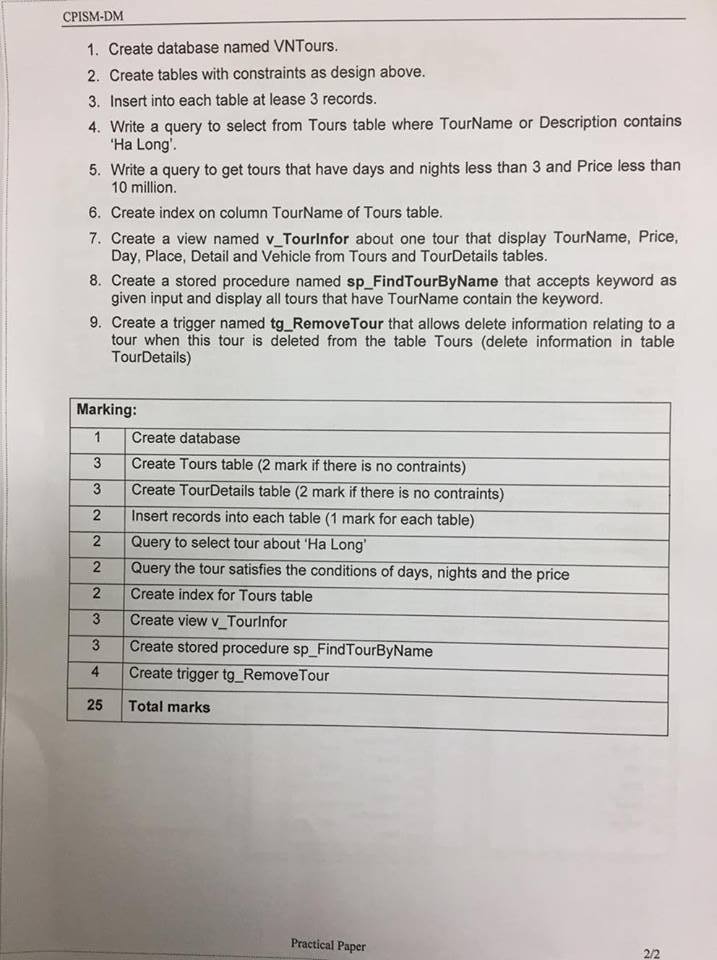 CPISM-DM
1. Create database named VNTours.
2. Create tables with constraints as design above.
3. Insert into each table at lease 3 records.
4. Write a query to select from Tours table where TourName or Description contains
'Ha Long'.
5. Write a query to get tours that have days and nights less than 3 and Price less than
10 million.
6. Create index on column TourName of Tours table.
7. Create a view named v_TourInfor about one tour that display TourName, Price,
Day, Place, Detail and Vehicle from Tours and TourDetails tables.
8. Create a stored procedure named sp_FindTourByName that accepts keyword as
given input and display all tours that have TourName contain the keyword.
9. Create a trigger named tg_RemoveTour that allows delete information relating to a
tour when this tour is deleted from the table Tours (delete information in table
TourDetails)
Marking:
1 Create database
3 Create Tours table (2 mark if there is no contraints)
3 Create TourDetails table (2 mark if there is no contraints)
2 Insert records into each table (1 mark for each table)
2 Query to select tour about 'Ha Long'
2 Query the tour satisfies the conditions of days, nights and the price
2 Create index for Tours table
3 Create view v_TourInfor
3 Create stored procedure sp_FindTourByName
4 Create trigger tg_RemoveTour
25 Total marks
Practical Paper
2/2